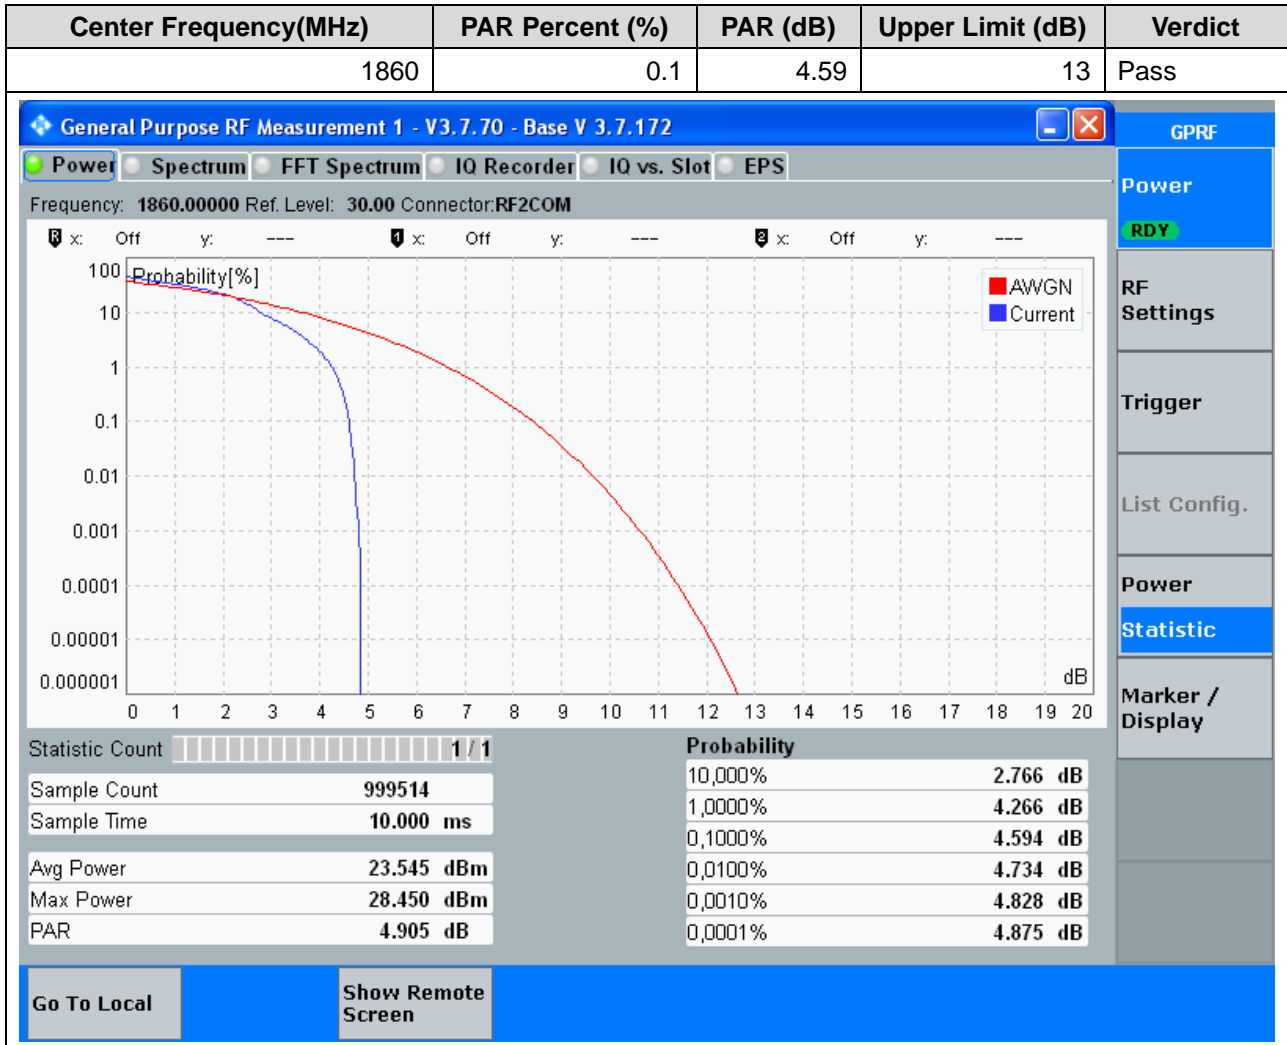 Center Frequency(MHz) PAR Percent (%) PAR (dB) Upper Limit (dB) Verdict
1860 0.1 4.59 13 Pass
General Purpose RF Measurement 1 - V3.7.70 - Base V 3.7.172
GPRF
Power Spectrum FFT Spectrum IQ Recorder IQ vs. Slot EPS
Power
RDY
Frequency: 1860.00000 Ref. Level: 30.00 Connector:RF2COM
R x: Off y: --- 1 x: Off y: --- 2 x: Off y: ---
100 Probability[%]
AWGN
Current
10
1
0.1
0.01
0.001
0.0001
0.00001
0.000001
dB
0 1 2 3 4 5 6 7 8 9 10 11 12 13 14 15 16 17 18 19 20
RF
Settings
Trigger
List Config.
Power
Statistic
Marker /
Display
Statistic Count 1 / 1
Sample Count 999514
Sample Time 10.000 ms
Avg Power 23.545 dBm
Max Power 28.450 dBm
PAR 4.905 dB
Probability
10,000% 2.766 dB
1,0000% 4.266 dB
0,1000% 4.594 dB
0,0100% 4.734 dB
0,0010% 4.828 dB
0,0001% 4.875 dB
Go To Local
Show Remote
Screen